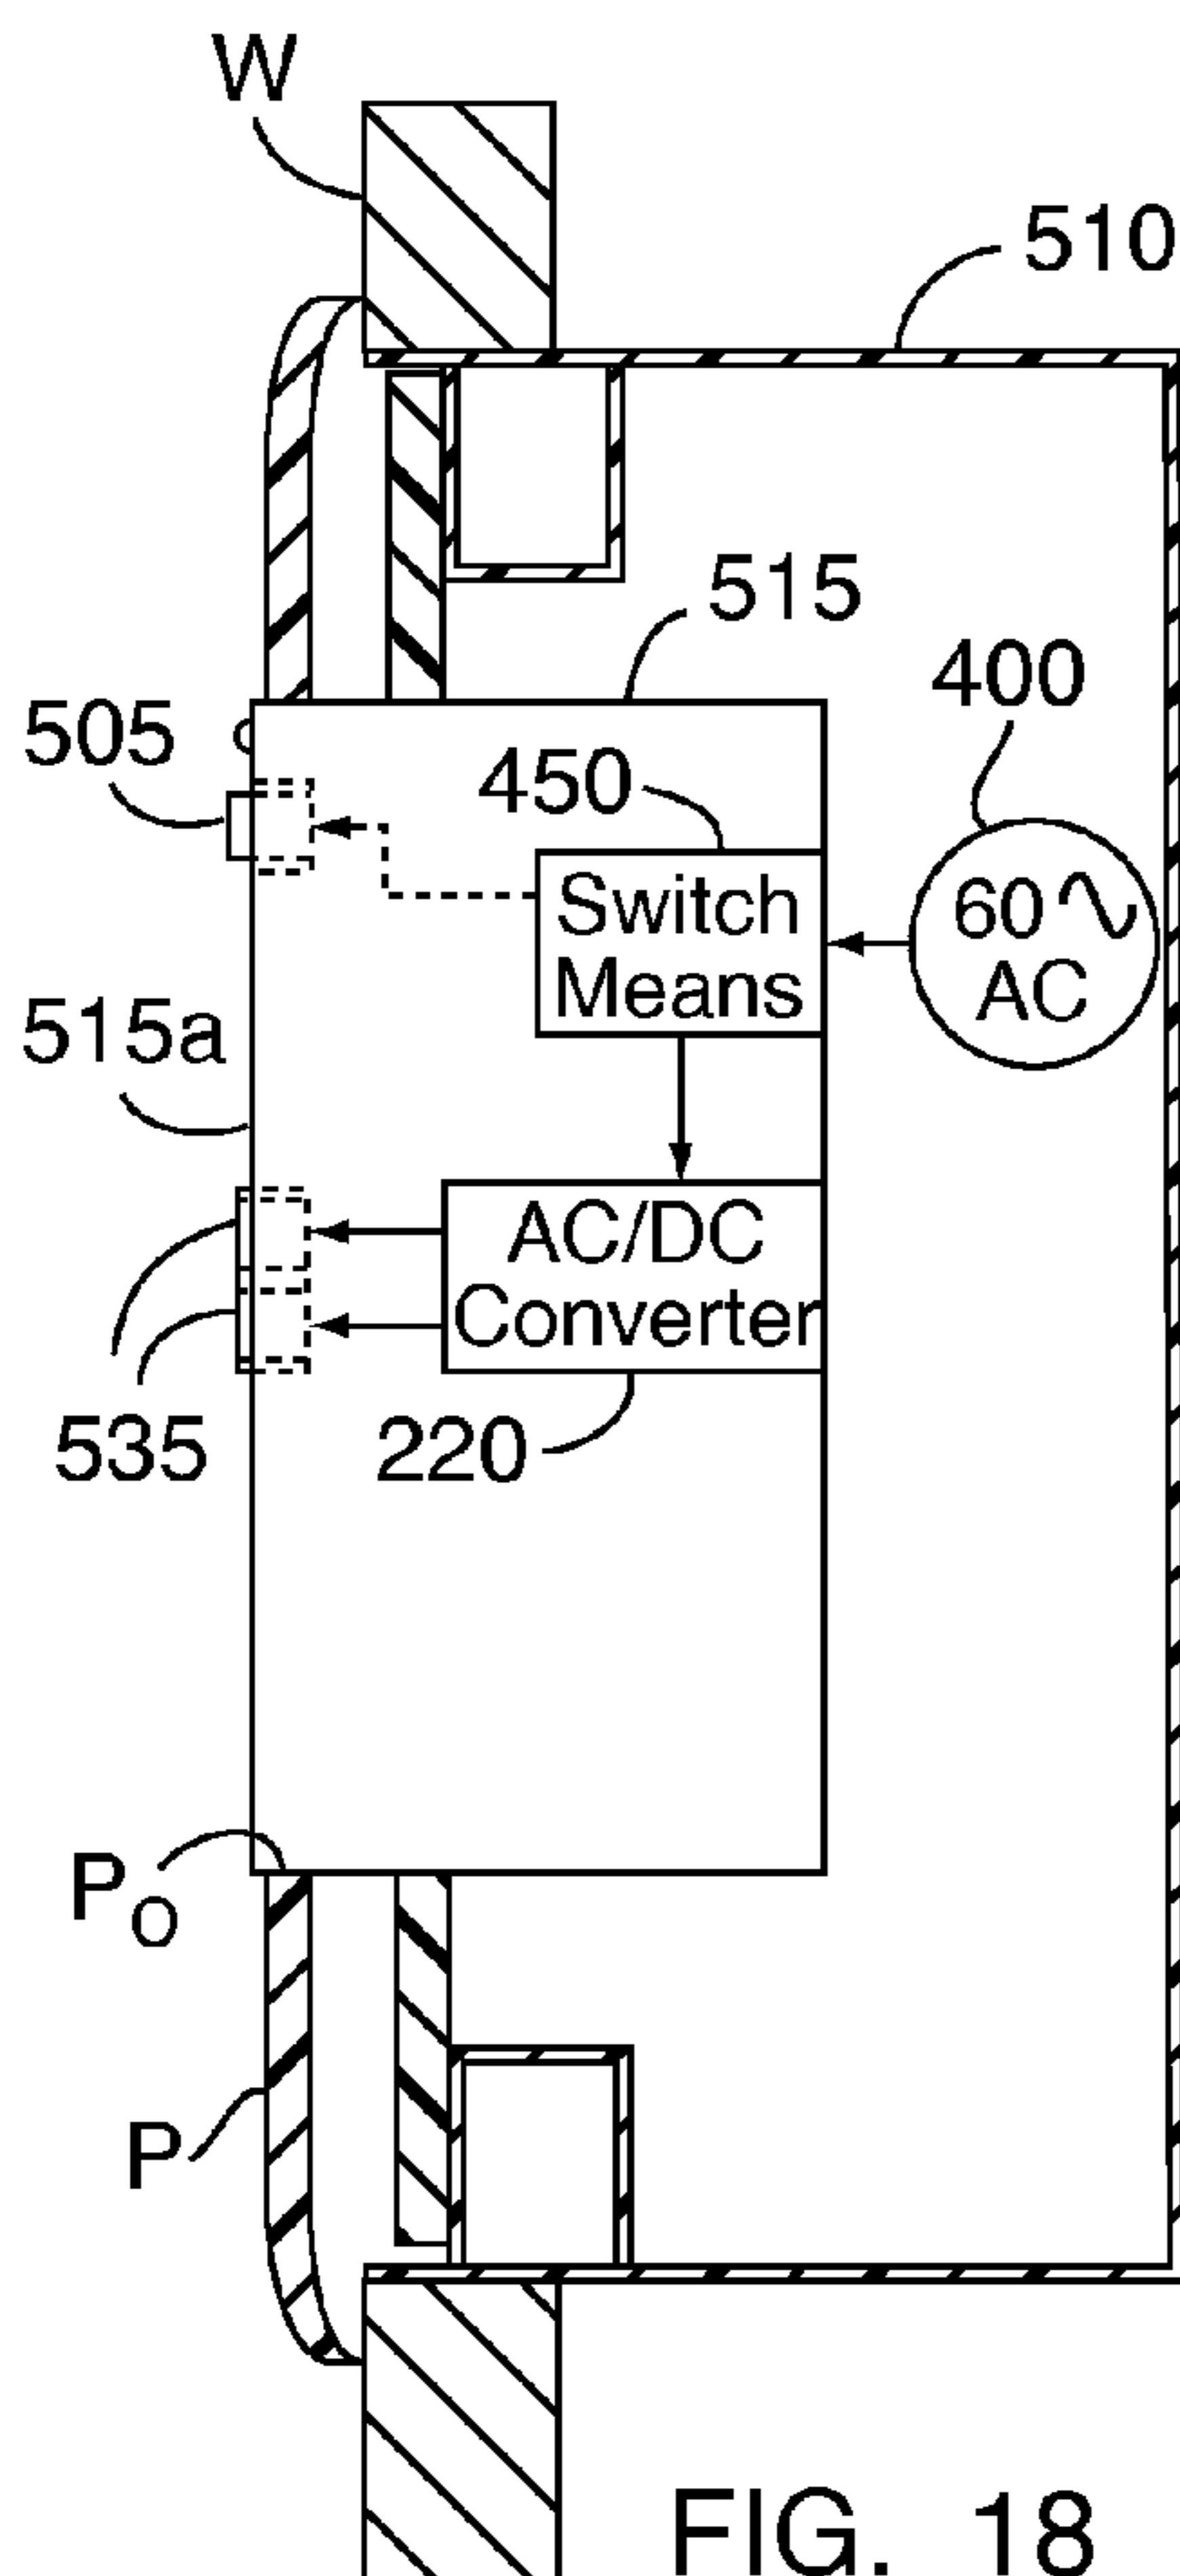 W
510
515
400
505
450
Switch
Means
60
AC
515a
AC/DC
Converter
535
220
PO
P
FIG. 18